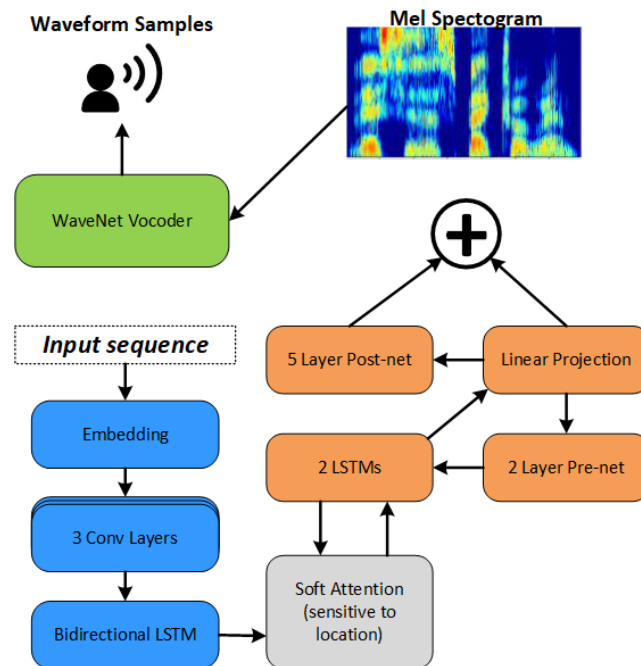 Waveform Samples
Mel Spectogram
WaveNet Vocoder
Input sequence
5 Layer Post-net
Linear Projection
Embedding
2 LSTMs
2 Layer Pre-net
3 Conv Layers
Soft Attention
(sensitive to
location)
Bidirectional LSTM